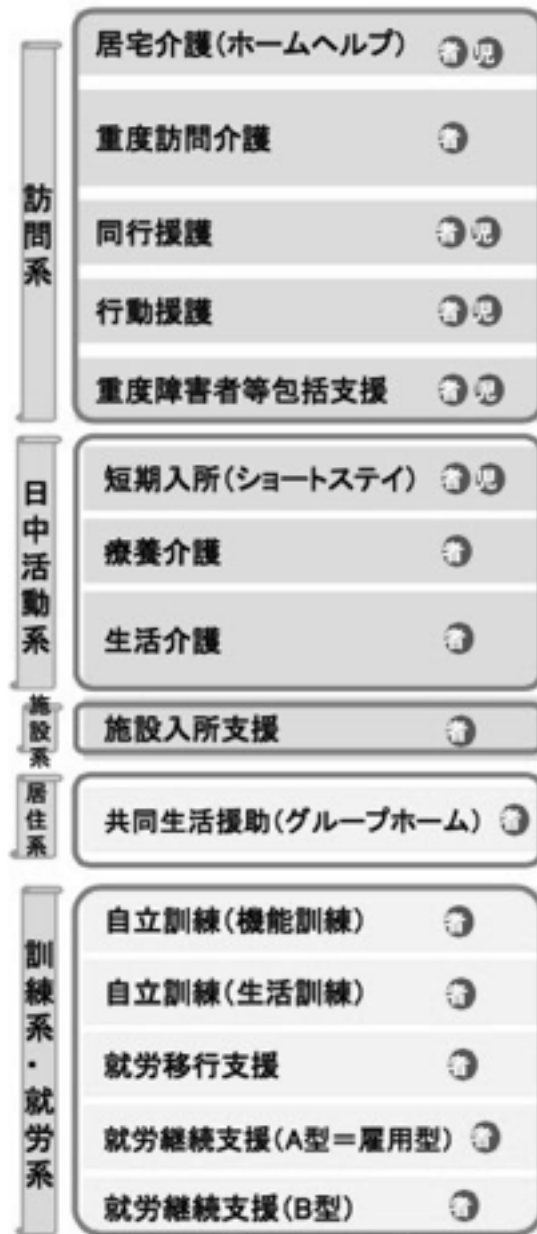 訪問系
居宅介護(ホームヘルプ) 者 児
重度訪問介護 者
同行援護 者 児
行動援護 者 児
重度障害者等包括支援 者 児
日中活動系
短期入所(ショートステイ) 者 児
療養介護 者
生活介護 者
施設系
施設入所支援 者
居住系
共同生活援助(グループホーム) 者
訓練系・就労系
自立訓練(機能訓練) 者
自立訓練(生活訓練) 者
就労移行支援 者
就労継続支援(A型=雇用型) 者
就労継続支援(B型) 者